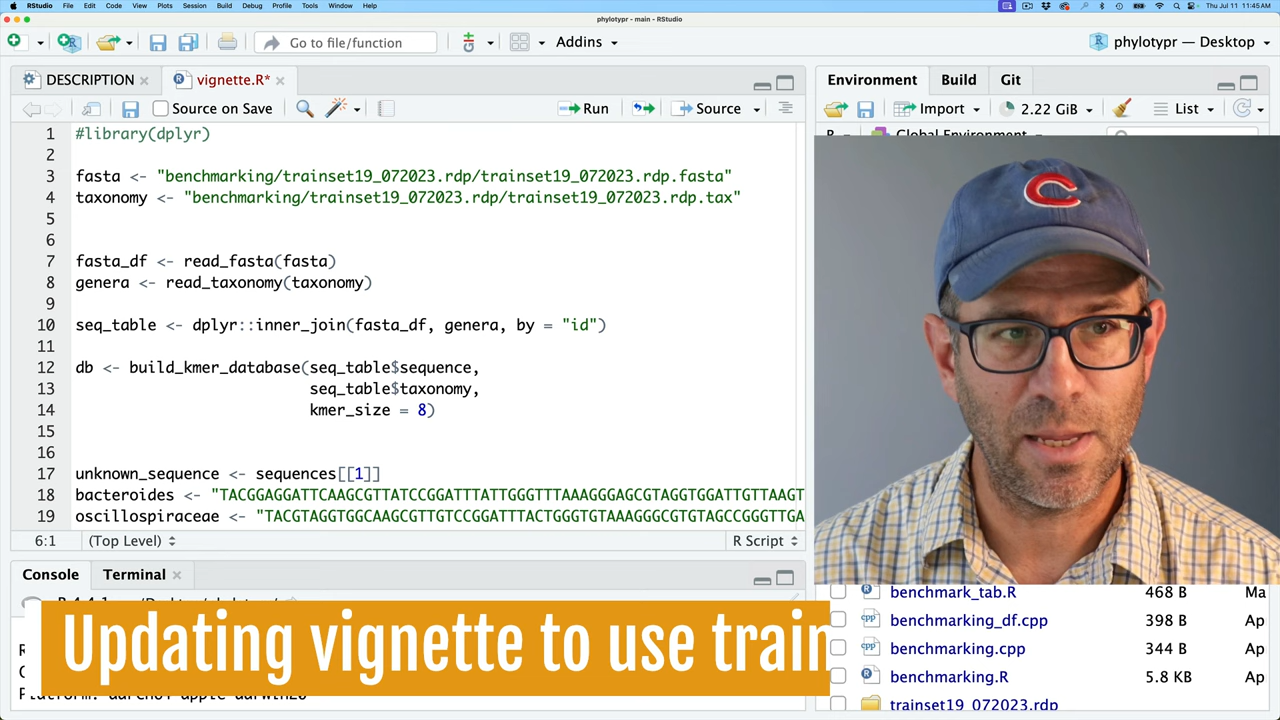 RStudio File Edit Code View Plots Session Build Debug Profile Tools Window Help Thu Jul 11 11:45 AM
phylotypr - main - RStudio
Go to file/function Addins phylotypr — Desktop
DESCRIPTION vignette.R* Environment Build Git
Source on Save Run Source Import 2.22 GiB List
R Global Environment
1 #library(dplyr)
2
3 fasta <- "benchmarking/trainset19_072023.rdp/trainset19_072023.rdp.fasta"
4 taxonomy <- "benchmarking/trainset19_072023.rdp/trainset19_072023.rdp.tax"
5
6
7 fasta_df <- read_fasta(fasta)
8 genera <- read_taxonomy(taxonomy)
9
10 seq_table <- dplyr::inner_join(fasta_df, genera, by = "id")
11
12 db <- build_kmer_database(seq_table$sequence,
13 seq_table$taxonomy,
14 kmer_size = 8)
15
16
17 unknown_sequence <- sequences[[1]]
18 bacteroides <- "TACGGAGGATTCAAGCGTTATCCGGATTTATTGGGTTTAAAGGGAGCGTAGGTGGATTGTTAAGT
19 oscillospiraceae <- "TACGTAGGTGGCAAGCGTTGTCCGGATTTACTGGGTGTAAAGGGCGTGTAGCCGGGTTGA
6:1 (Top Level) R Script
Console Terminal
Updating vignette to use train
benchmark_tab.R 468 B Ma
benchmarking_df.cpp 398 B Ap
benchmarking.cpp 344 B Ap
benchmarking.R 5.8 KB Ap
trainset19_072023.rdp